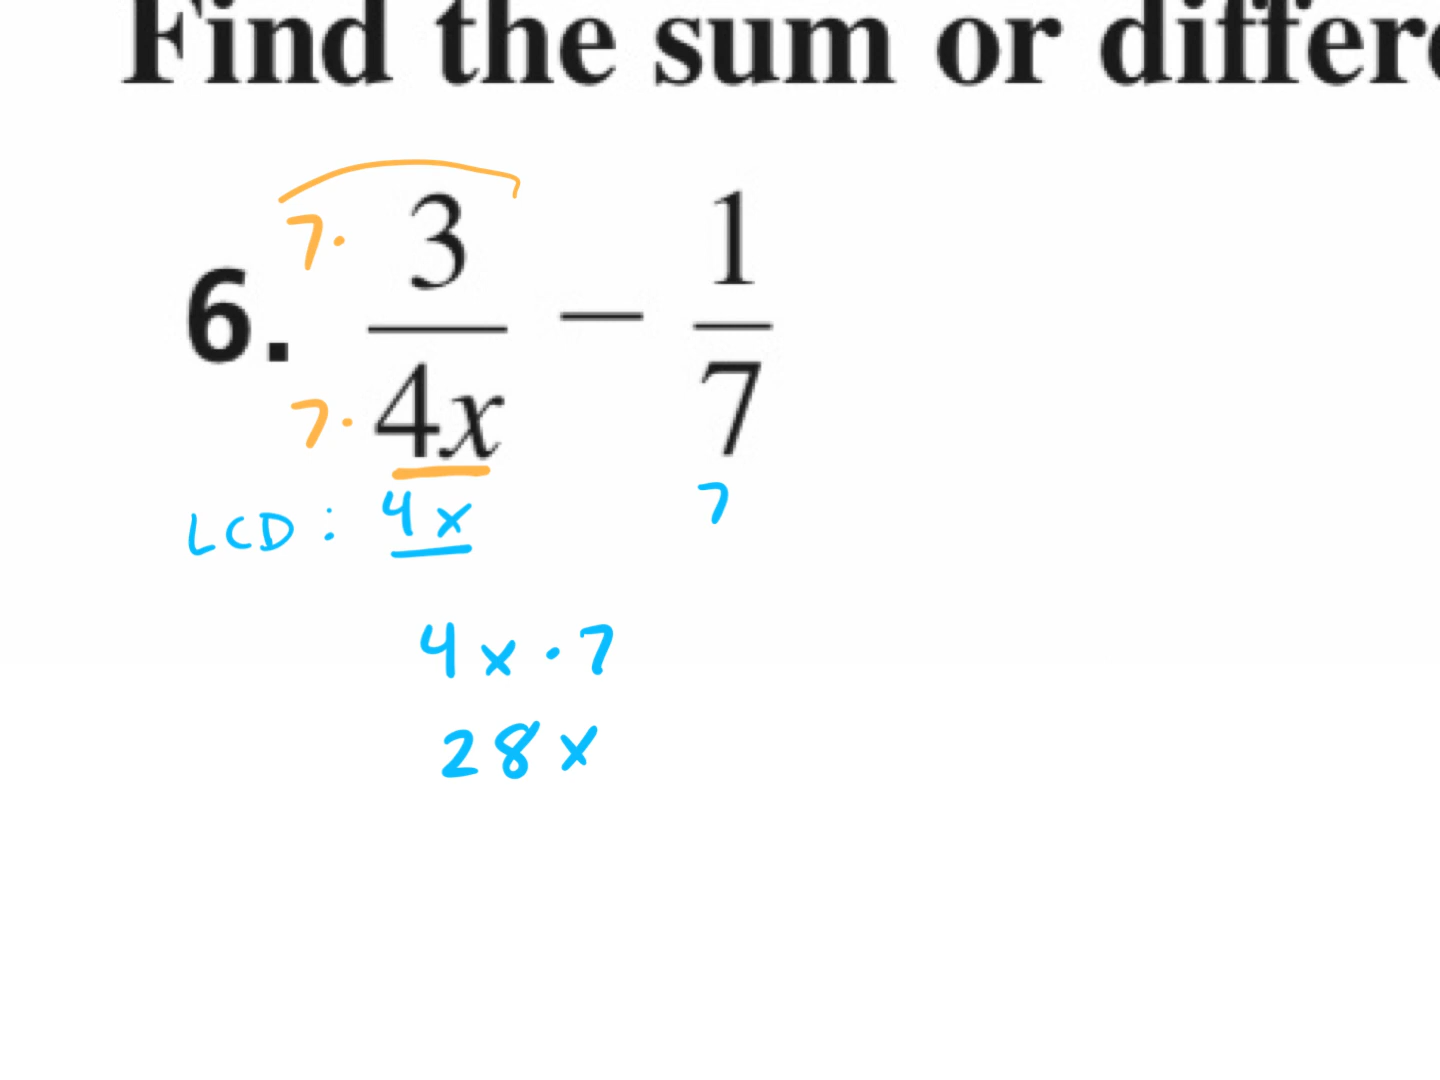 Find the sum or differe
7· 3 1
6. — − —
7· 4x 7
LCD: 4x 7
4x · 7
28x